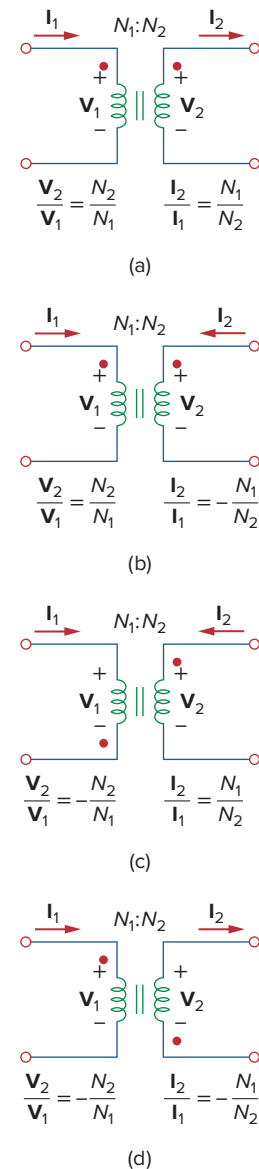 I₁ N₁:N₂ I₂
+ +
V₁ V₂
− −
V₂/V₁ = N₂/N₁ I₂/I₁ = N₁/N₂
(a)
I₁ N₁:N₂ I₂
+ +
V₁ V₂
− −
V₂/V₁ = N₂/N₁ I₂/I₁ = −N₁/N₂
(b)
I₁ N₁:N₂ I₂
+ +
V₁ V₂
− −
V₂/V₁ = −N₂/N₁ I₂/I₁ = N₁/N₂
(c)
I₁ N₁:N₂ I₂
+ +
V₁ V₂
− −
V₂/V₁ = −N₂/N₁ I₂/I₁ = −N₁/N₂
(d)